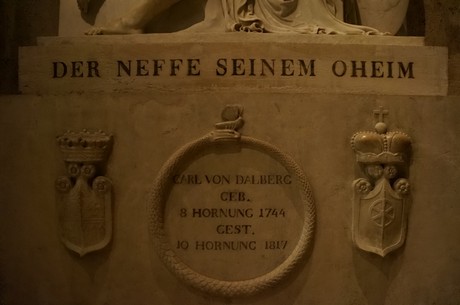 DER NEFFE SEINEM OHEIM
CARL VON DALBERG
GEB.
8 HORNUNG 1744
GEST.
10 HORNUNG 1817